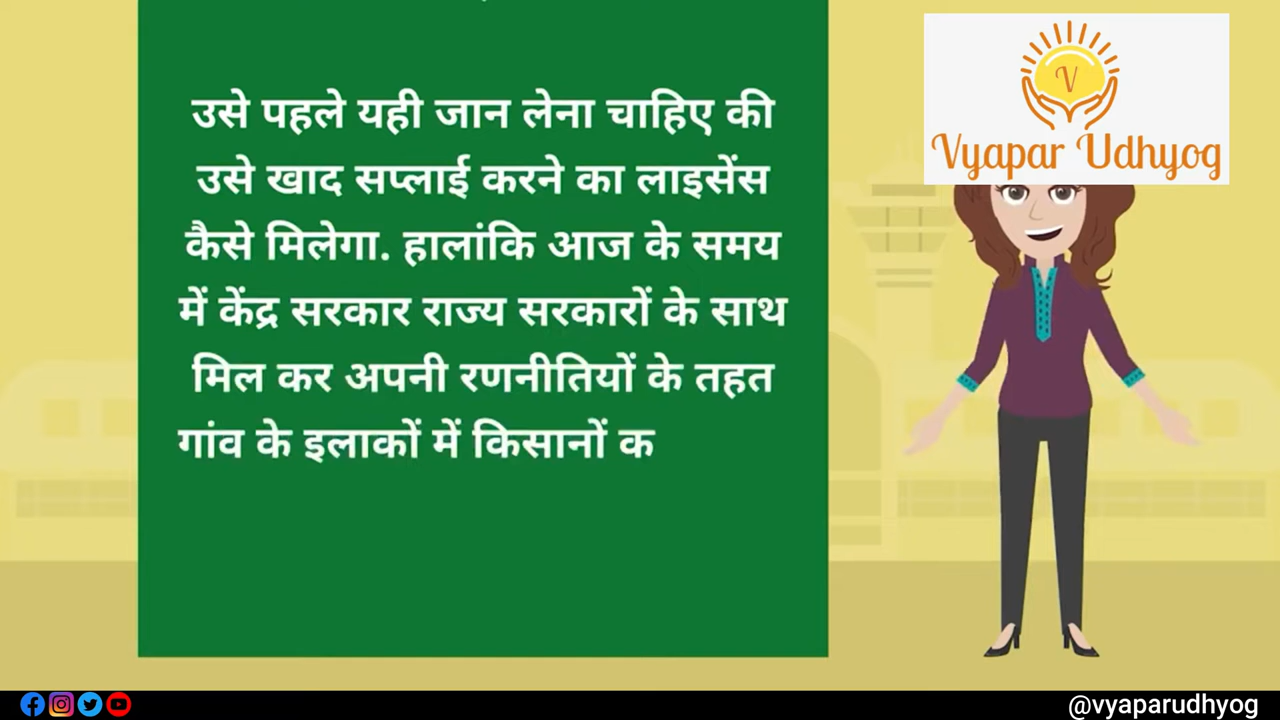 उसे पहले यही जान लेना चाहिए की
उसे खाद सप्लाई करने का लाइसेंस
कैसे मिलेगा. हालांकि आज के समय
में केंद्र सरकार राज्य सरकारों के साथ
मिल कर अपनी रणनीतियों के तहत
गांव के इलाकों में किसानों क
V
Vyapar Udhyog
@vyaparudhyog